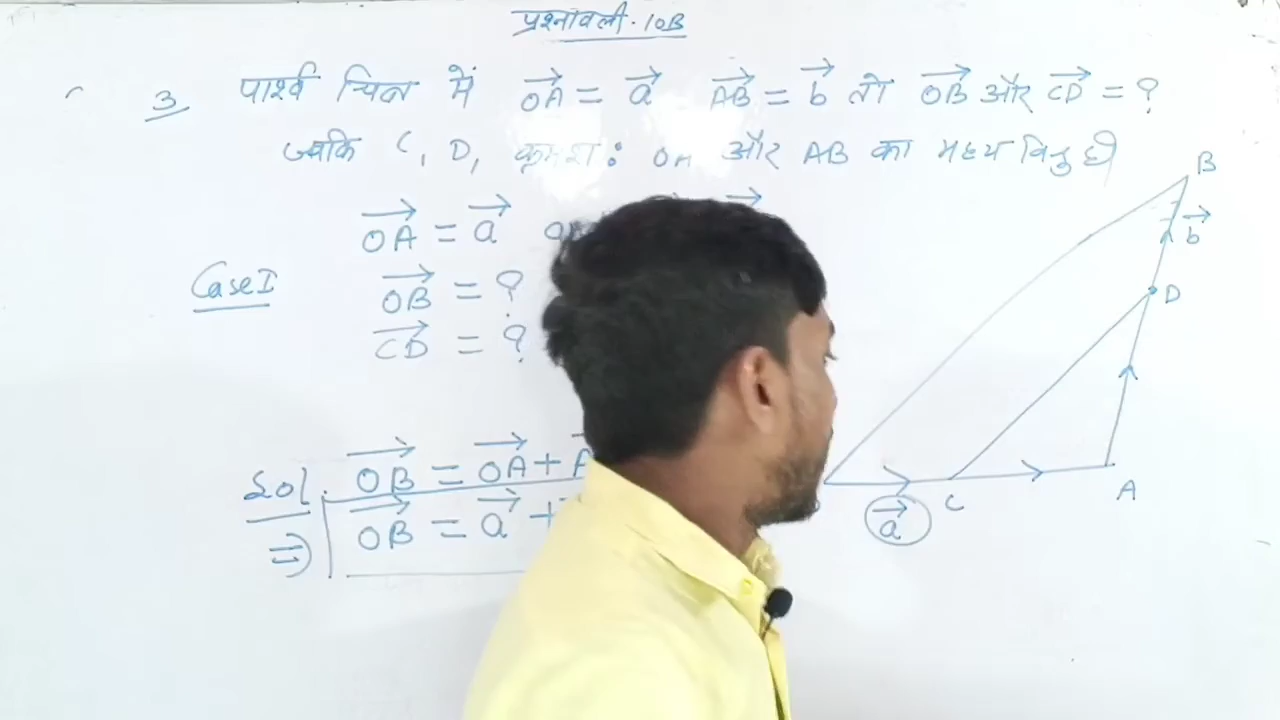 प्रश्नावली·10B
3 पार्श्व चित्र में OA→ = a→ AB→ = b→ तो OB→ और CD→ = ?
जबकि C, D, क्रमशः OA और AB का मध्य बिन्दु है
OA→ = a→
Case I OB→ = ?
CD→ = ?
Sol. OB→ = OA→ + A
⇒ OB→ = a→ +
B
b→
D
C
A
a→